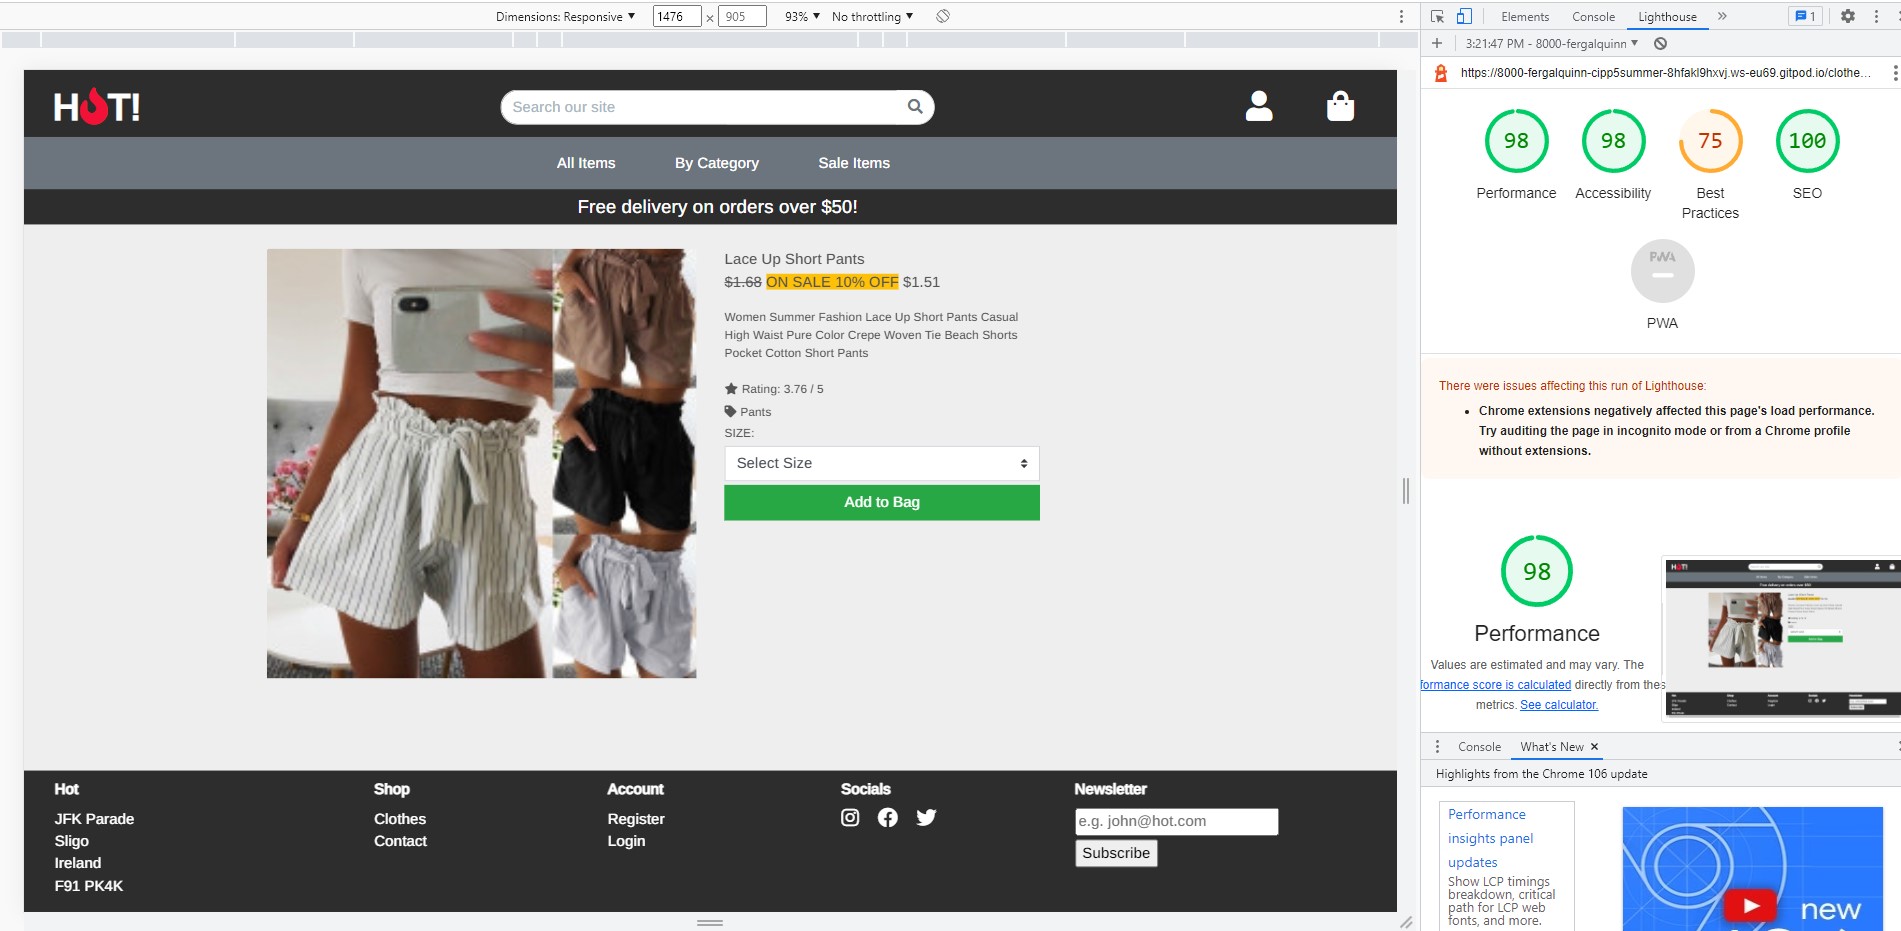 Dimensions: Responsive ▼ 1476 × 905 93% ▼ No throttling ▼
HOT!
Search our site
All Items By Category Sale Items
Free delivery on orders over $50!
Lace Up Short Pants
$1.68 ON SALE 10% OFF $1.51
Women Summer Fashion Lace Up Short Pants Casual
High Waist Pure Color Crepe Woven Tie Beach Shorts
Pocket Cotton Short Pants
Rating: 3.76 / 5
Pants
SIZE:
Select Size
Add to Bag
Hot
JFK Parade
Sligo
Ireland
F91 PK4K
Shop
Clothes
Contact
Account
Register
Login
Socials
Newsletter
e.g. john@hot.com
Subscribe
Elements Console Lighthouse » 1
3:21:47 PM - 8000-fergalquinn ▼
https://8000-fergalquinn-cipp5summer-8hfakl9hxvj.ws-eu69.gitpod.io/clothe...
98 98 75 100
Performance Accessibility Best SEO
Practices
PWA
PWA
There were issues affecting this run of Lighthouse:
• Chrome extensions negatively affected this page's load performance.
Try auditing the page in incognito mode or from a Chrome profile
without extensions.
98
Performance
Values are estimated and may vary. The
formance score is calculated directly from thes
metrics. See calculator.
Console What's New ×
Highlights from the Chrome 106 update
Performance
insights panel
updates
Show LCP timings
breakdown, critical
path for LCP web
fonts, and more.
new